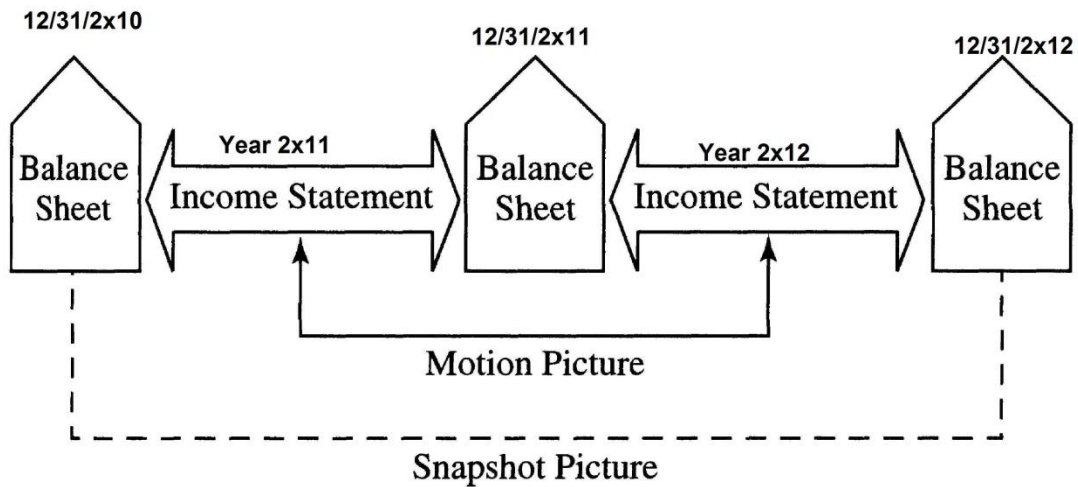 12/31/2x10
12/31/2x11
12/31/2x12
Balance
Sheet
Year 2x11
Income Statement
Balance
Sheet
Year 2x12
Income Statement
Balance
Sheet
Motion Picture
Snapshot Picture